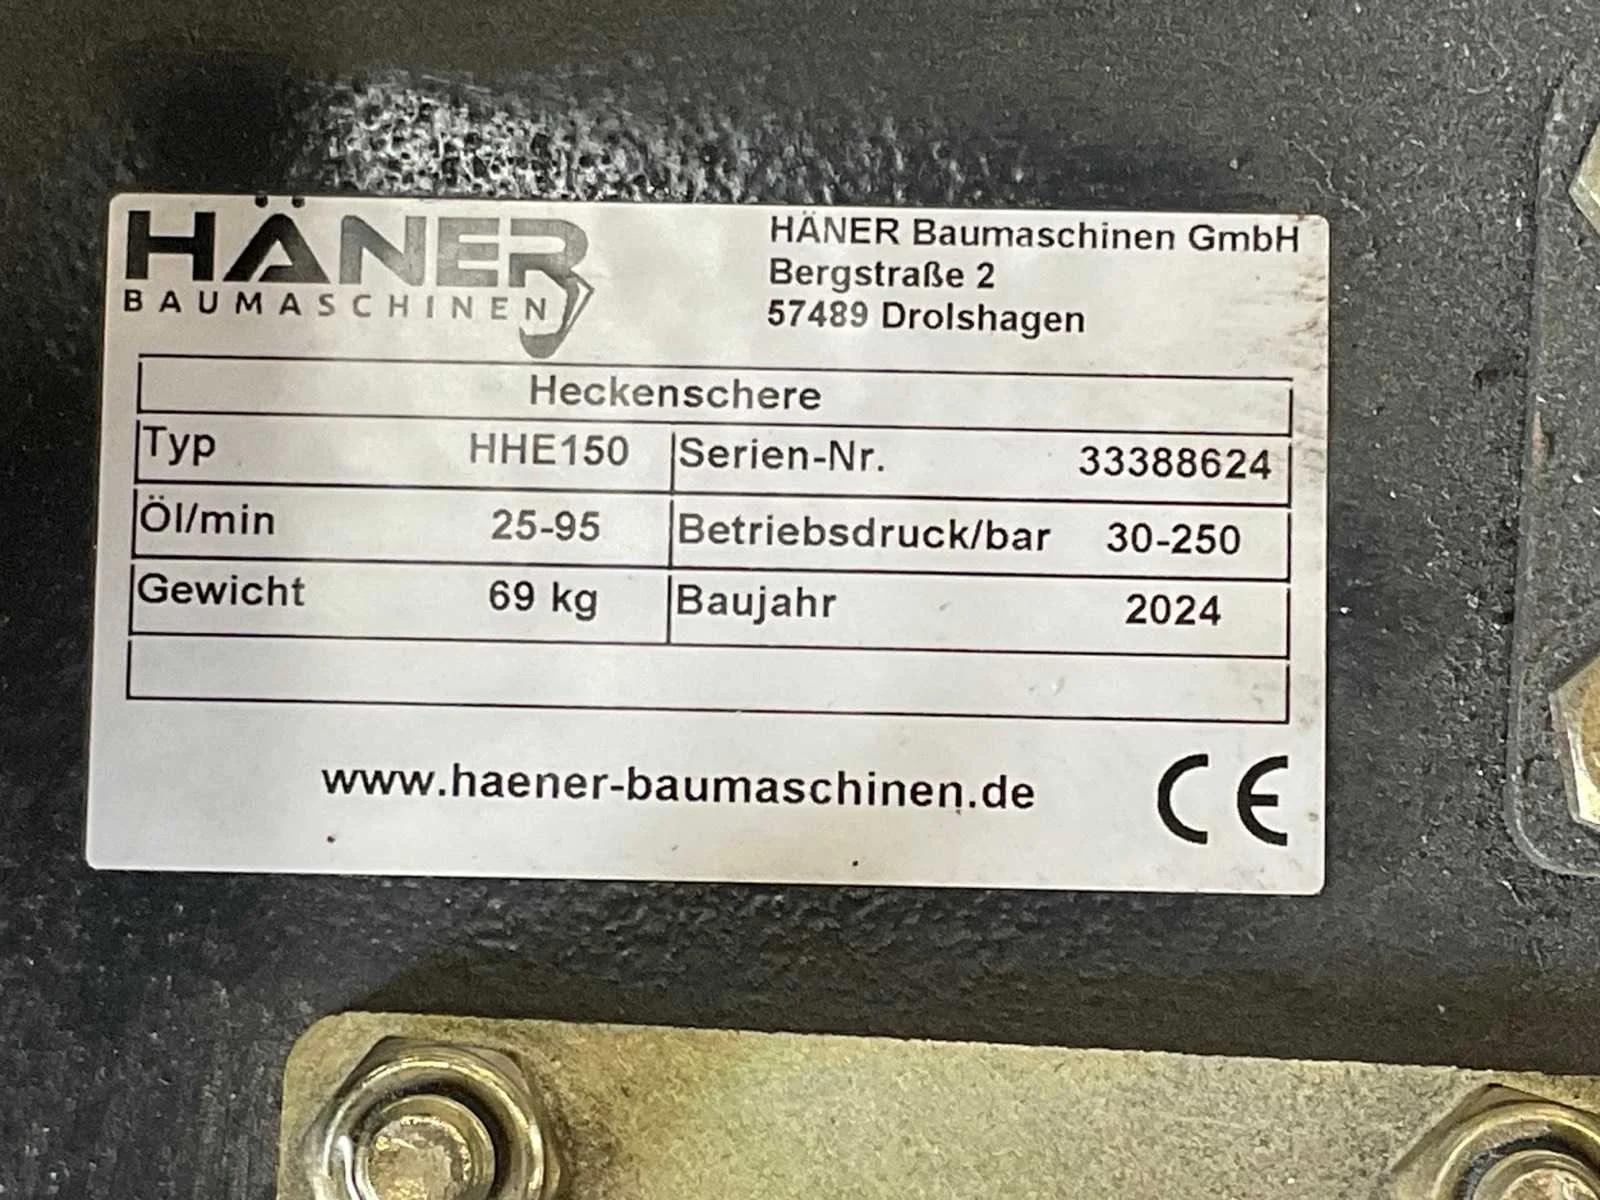 HÄNER
BAUMASCHINEN
HÄNER Baumaschinen GmbH
Bergstraße 2
57489 Drolshagen
Heckenschere
Typ HHE150 Serien-Nr. 33388624
Öl/min 25-95 Betriebsdruck/bar 30-250
Gewicht 69 kg Baujahr 2024
www.haener-baumaschinen.de CE